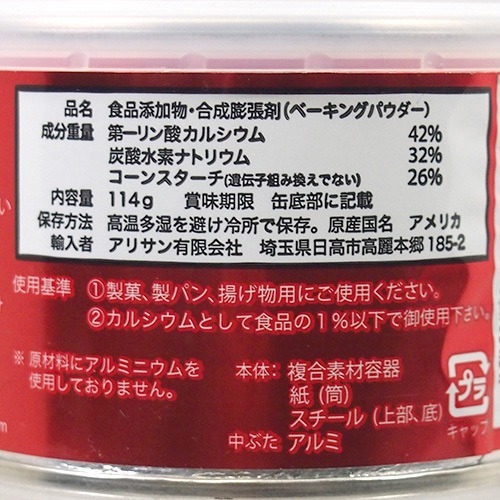 品名 食品添加物・合成膨張剤(ベーキングパウダー)
成分重量 第一リン酸カルシウム 42%
炭酸水素ナトリウム 32%
コーンスターチ(遺伝子組み換えでない) 26%
内容量 114g 賞味期限 缶底部に記載
保存方法 高温多湿を避け冷所で保存。原産国名 アメリカ
輸入者 アリサン有限会社 埼玉県日高市高麗本郷185-2
使用基準 ①製菓、製パン、揚げ物用にご使用ください。
②カルシウムとして食品の1%以下で御使用下さい。
※原材料にアルミニウムを
使用しておりません。
本体: 複合素材容器
紙(筒)
スチール(上部、底)
中ぶた アルミ
プラ
キャップ